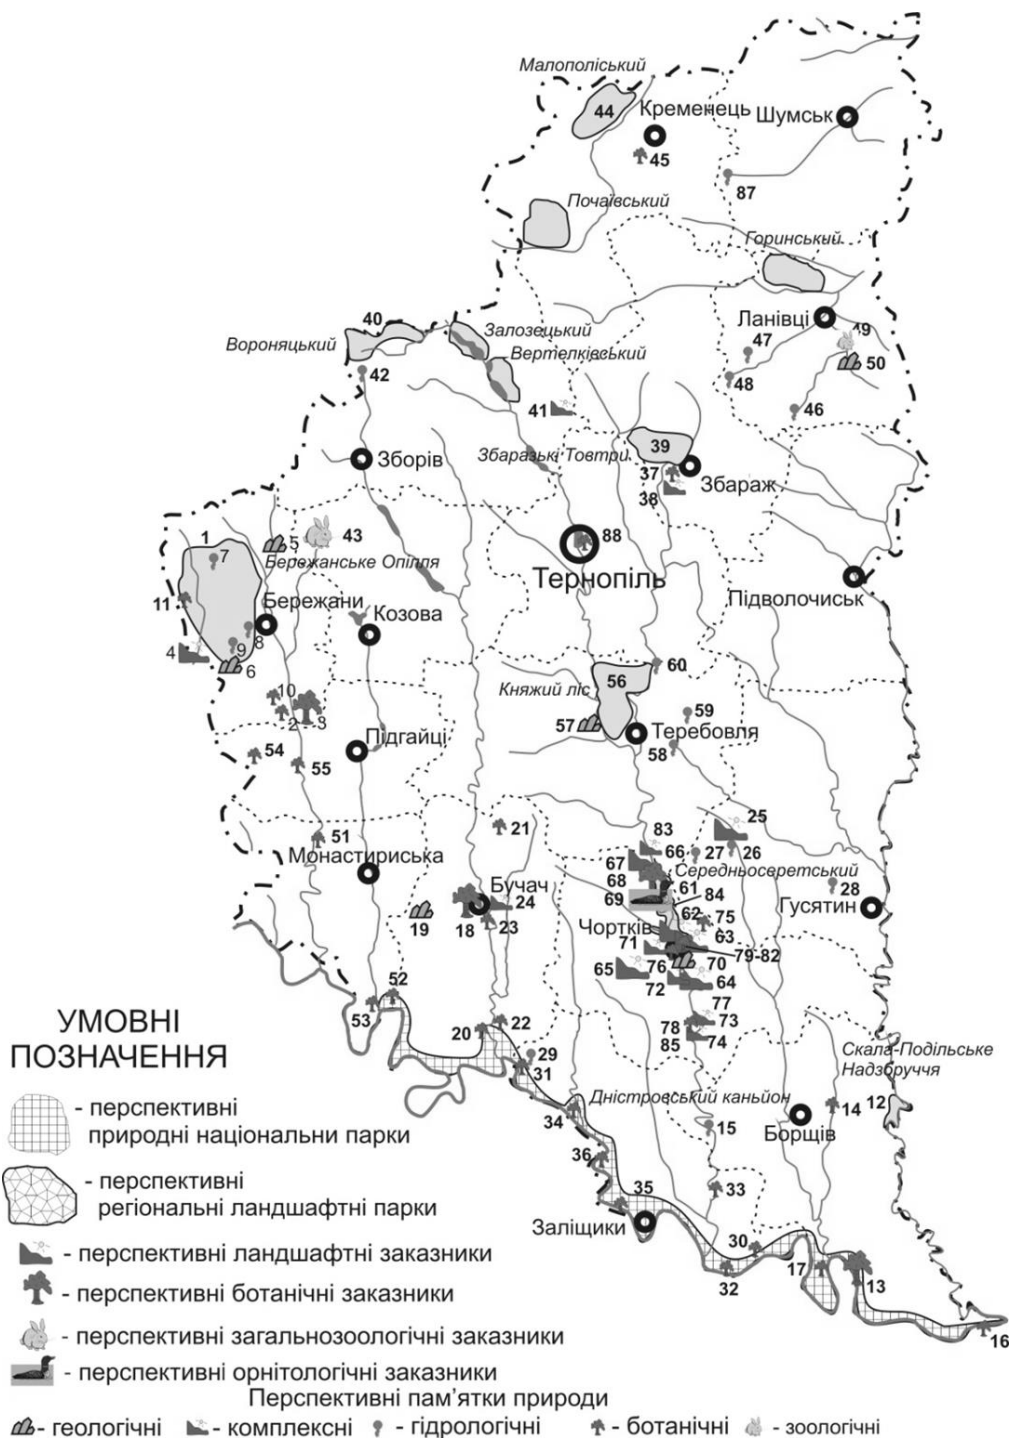 Малополіський
44
Кременець
Шумськ
45
87
Почаївський
Горинський
Ланівці
49
47
50
48
46
40
Залозецький
Вороняцький
Вертелківський
42
41
39
Збаразькі Товтри
Зборів
37
38
Збараж
43
88
1
7
5
Бережанське Опілля
Тернопіль
11
Бережани
Козова
Підволочиськ
4
9
8
6
60
56
Княжий ліс
10
2
3
57
59
Теребовля
58
Підгайці
54
55
51
21
83
25
Монастириська
67
66
27
26
Середньосеретський
68
61
28
Бучач
24
69
84
Гусятин
19
18
23
62
75
Чортків
63
71
79-82
65
76
70
72
64
52
53
77
20
22
78
73
85
74
29
31
Скала-Подільське
Надзбруччя
34
Дністровський каньйон
14
12
15
Борщів
36
33
35
Заліщики
30
32
17
13
16
УМОВНІ
ПОЗНАЧЕННЯ
- перспективні
природні національни парки
- перспективні
регіональні ландшафтні парки
- перспективні ландшафтні заказники
- перспективні ботанічні заказники
- перспективні загальнозоологічні заказники
- перспективні орнітологічні заказники
Перспективні пам’ятки природи
- геологічні - комплексні - гідрологічні - ботанічні - зоологічні